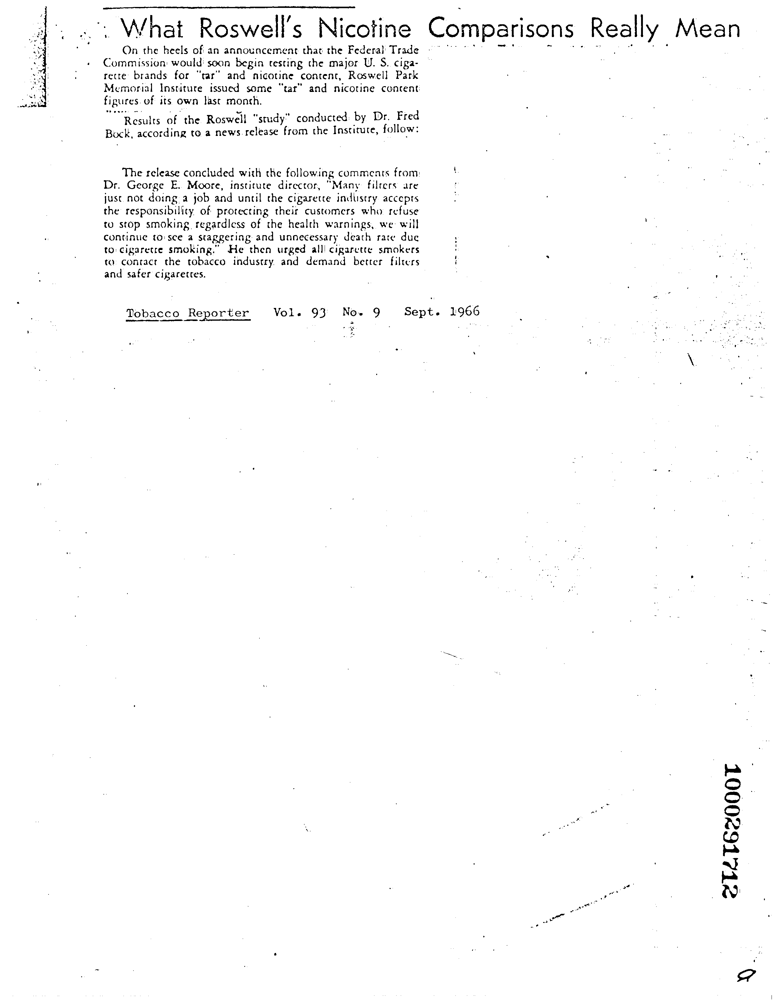 What Roswell's Nicotine Comparisons Really Mean
On the heels of an announcement that the Federal Trade
Commission would soon begin testing the major U. S. ciga-
rette brands for "tar" and nicotine content, Roswell Park
Memorial Institute issued some "tar" and nicotine content
figures of its own last month.
Results of the Roswell "study" conducted by Dr. Fred
Bock, according to a news release from the Institute, follow:
The release concluded with the following comments from
Dr. George E. Moore, institute director, "Many filters are
just not doing a job and until the cigarette industry accepts
the responsibility of protecting their customers who refuse
to stop smoking regardless of the health warnings, we will
continue to see a staggering and unnecessary death rate due
to cigarette smoking." He then urged all cigarette smokers
to contact the tobacco industry and demand better filters
and safer cigarettes.
Tobacco Reporter Vol. 93 No. 9 Sept. 1966
1000291712